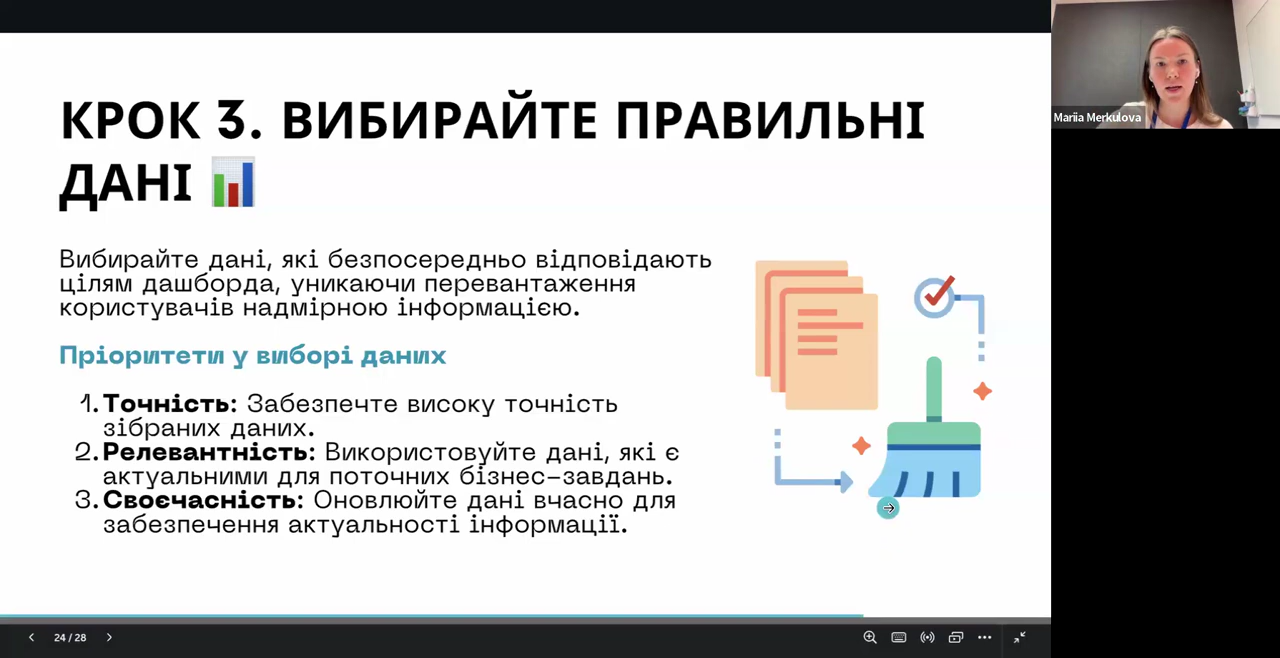 КРОК 3. ВИБИРАЙТЕ ПРАВИЛЬНІ
ДАНІ
Вибирайте дані, які безпосередньо відповідають
цілям дашборда, уникаючи перевантаження
користувачів надмірною інформацією.
Пріоритети у виборі даних
1. Точність: Забезпечте високу точність
зібраних даних.
2. Релевантність: Використовуйте дані, які є
актуальними для поточних бізнес-завдань.
3. Своєчасність: Оновлюйте дані вчасно для
забезпечення актуальності інформації.
24 / 28
Mariia Merkulova